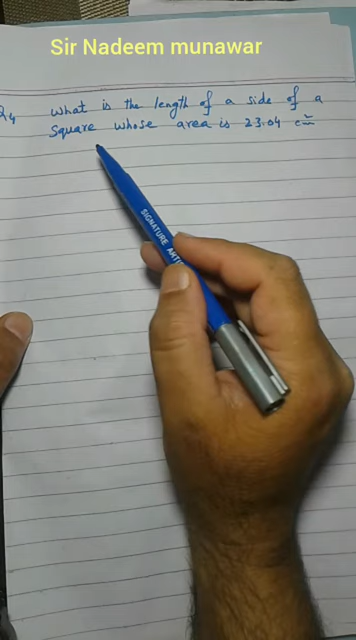 Sir Nadeem munawar
Q4 What is the length of a side of a
square whose area is 23.04 cm²
SIGNATURE